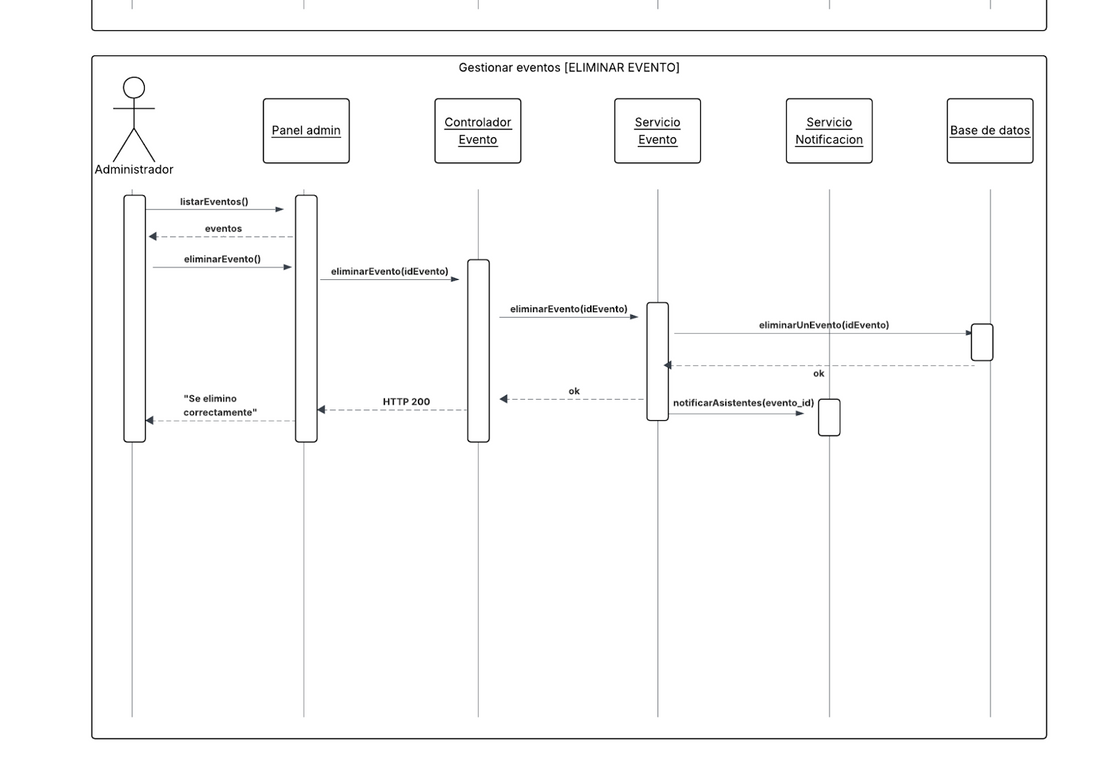 Gestionar eventos [ELIMINAR EVENTO]
Administrador
Panel admin
Controlador
Evento
Servicio
Evento
Servicio
Notificacion
Base de datos
listarEventos()
eventos
eliminarEvento()
eliminarEvento(idEvento)
eliminarEvento(idEvento)
eliminarUnEvento(idEvento)
ok
ok
HTTP 200
"Se elimino
correctamente"
notificarAsistentes(evento_id)